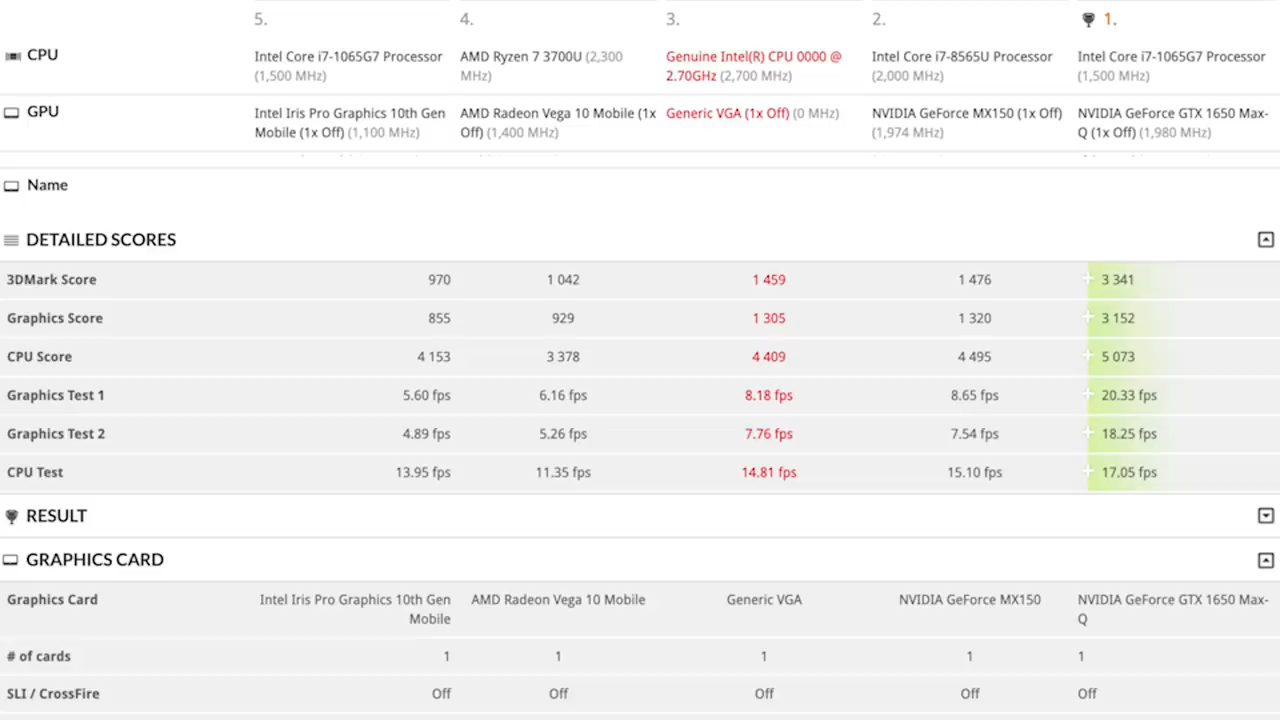 5. 4. 3. 2. 1.
CPU Intel Core i7-1065G7 Processor AMD Ryzen 7 3700U (2,300 Genuine Intel(R) CPU 0000 @ Intel Core i7-8565U Processor Intel Core i7-1065G7 Processor
(1,500 MHz) MHz) 2.70GHz (2,700 MHz) (2,000 MHz) (1,500 MHz)
GPU Intel Iris Pro Graphics 10th Gen AMD Radeon Vega 10 Mobile (1x Generic VGA (1x Off) (0 MHz) NVIDIA GeForce MX150 (1x Off) NVIDIA GeForce GTX 1650 Max-
Mobile (1x Off) (1,100 MHz) Off) (1,400 MHz) (1,974 MHz) Q (1x Off) (1,980 MHz)
Name
DETAILED SCORES
3DMark Score 970 1 042 1 459 1 476 3 341
Graphics Score 855 929 1 305 1 320 3 152
CPU Score 4 153 3 378 4 409 4 495 5 073
Graphics Test 1 5.60 fps 6.16 fps 8.18 fps 8.65 fps 20.33 fps
Graphics Test 2 4.89 fps 5.26 fps 7.76 fps 7.54 fps 18.25 fps
CPU Test 13.95 fps 11.35 fps 14.81 fps 15.10 fps 17.05 fps
RESULT
GRAPHICS CARD
Graphics Card Intel Iris Pro Graphics 10th Gen AMD Radeon Vega 10 Mobile Generic VGA NVIDIA GeForce MX150 NVIDIA GeForce GTX 1650 Max-
Mobile Q
# of cards 1 1 1 1 1
SLI / CrossFire Off Off Off Off Off